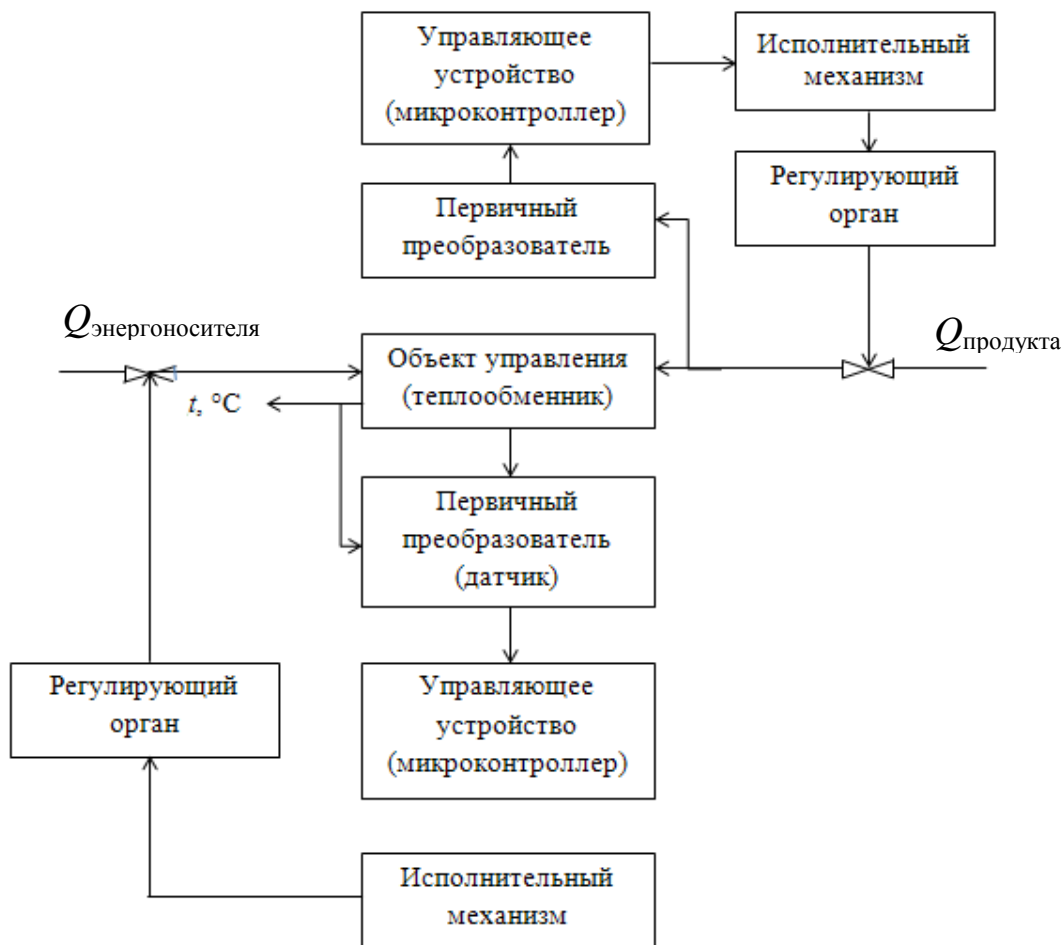 Управляющее
устройство
(микроконтроллер)
Исполнительный
механизм
Регулирующий
орган
Первичный
преобразователь
Qэнергоносителя
Qпродукта
Объект управления
(теплообменник)
t, °C
Первичный
преобразователь
(датчик)
Регулирующий
орган
Управляющее
устройство
(микроконтроллер)
Исполнительный
механизм